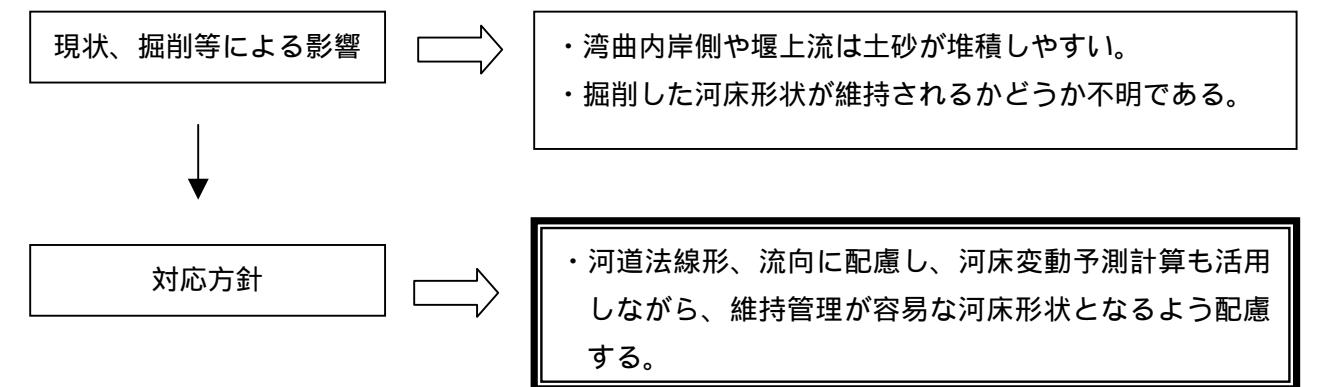 現状、掘削等による影響
・湾曲内岸側や堰上流は土砂が堆積しやすい。
・掘削した河床形状が維持されるかどうか不明である。
対応方針
・河道法線形、流向に配慮し、河床変動予測計算も活用
しながら、維持管理が容易な河床形状となるよう配慮
する。